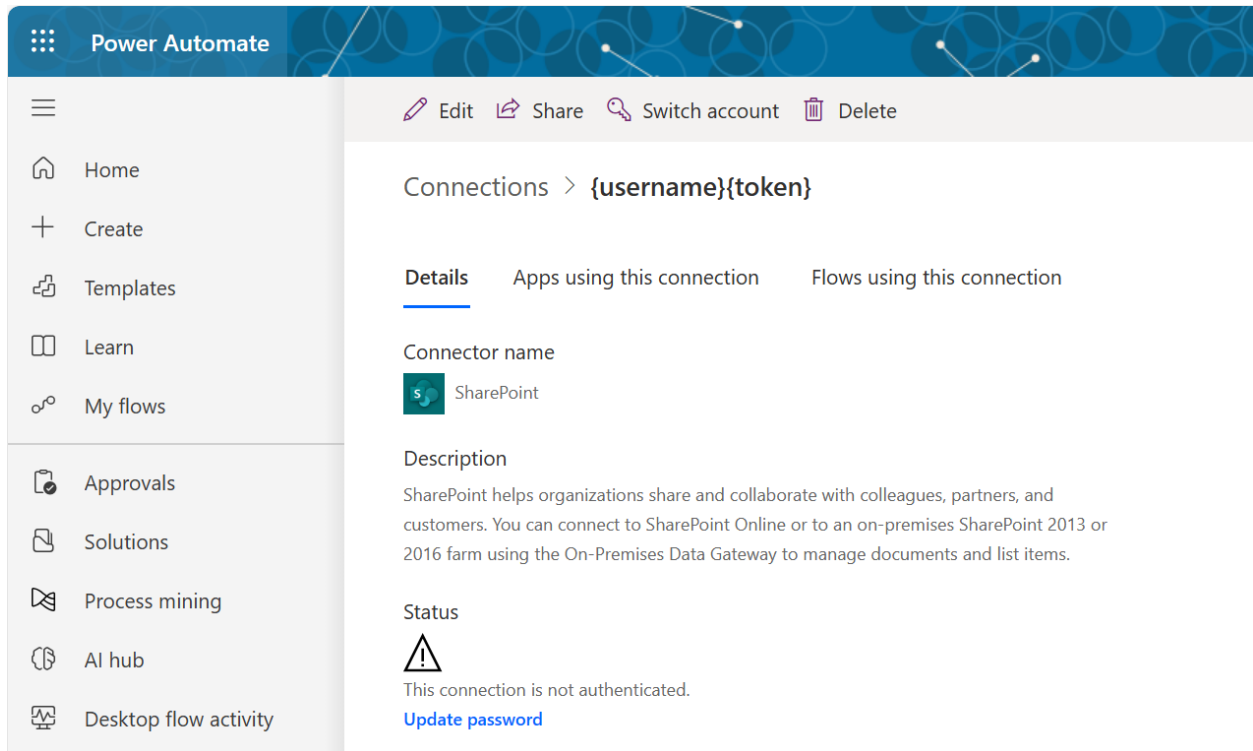 Power Automate
Edit Share Switch account Delete
Home
Create
Templates
Learn
My flows
Approvals
Solutions
Process mining
AI hub
Desktop flow activity
Connections > {username}{token}
Details Apps using this connection Flows using this connection
Connector name
S SharePoint
Description
SharePoint helps organizations share and collaborate with colleagues, partners, and
customers. You can connect to SharePoint Online or to an on-premises SharePoint 2013 or
2016 farm using the On-Premises Data Gateway to manage documents and list items.
Status
This connection is not authenticated.
Update password